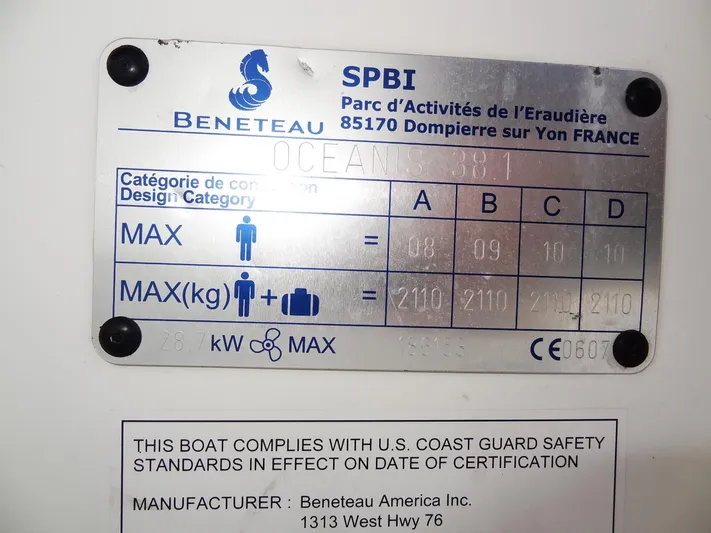 BENETEAU
SPBI
Parc d'Activités de l'Eraudière
85170 Dompierre sur Yon FRANCE
OCEANIS 38.1
Catégorie de
Design Category
A B C D
MAX = 08 09 10 10
MAX(kg) + = 2110 2110 2110 2110
28.7 kW MAX CE0607
THIS BOAT COMPLIES WITH U.S. COAST GUARD SAFETY
STANDARDS IN EFFECT ON DATE OF CERTIFICATION
MANUFACTURER : Beneteau America Inc.
1313 West Hwy 76